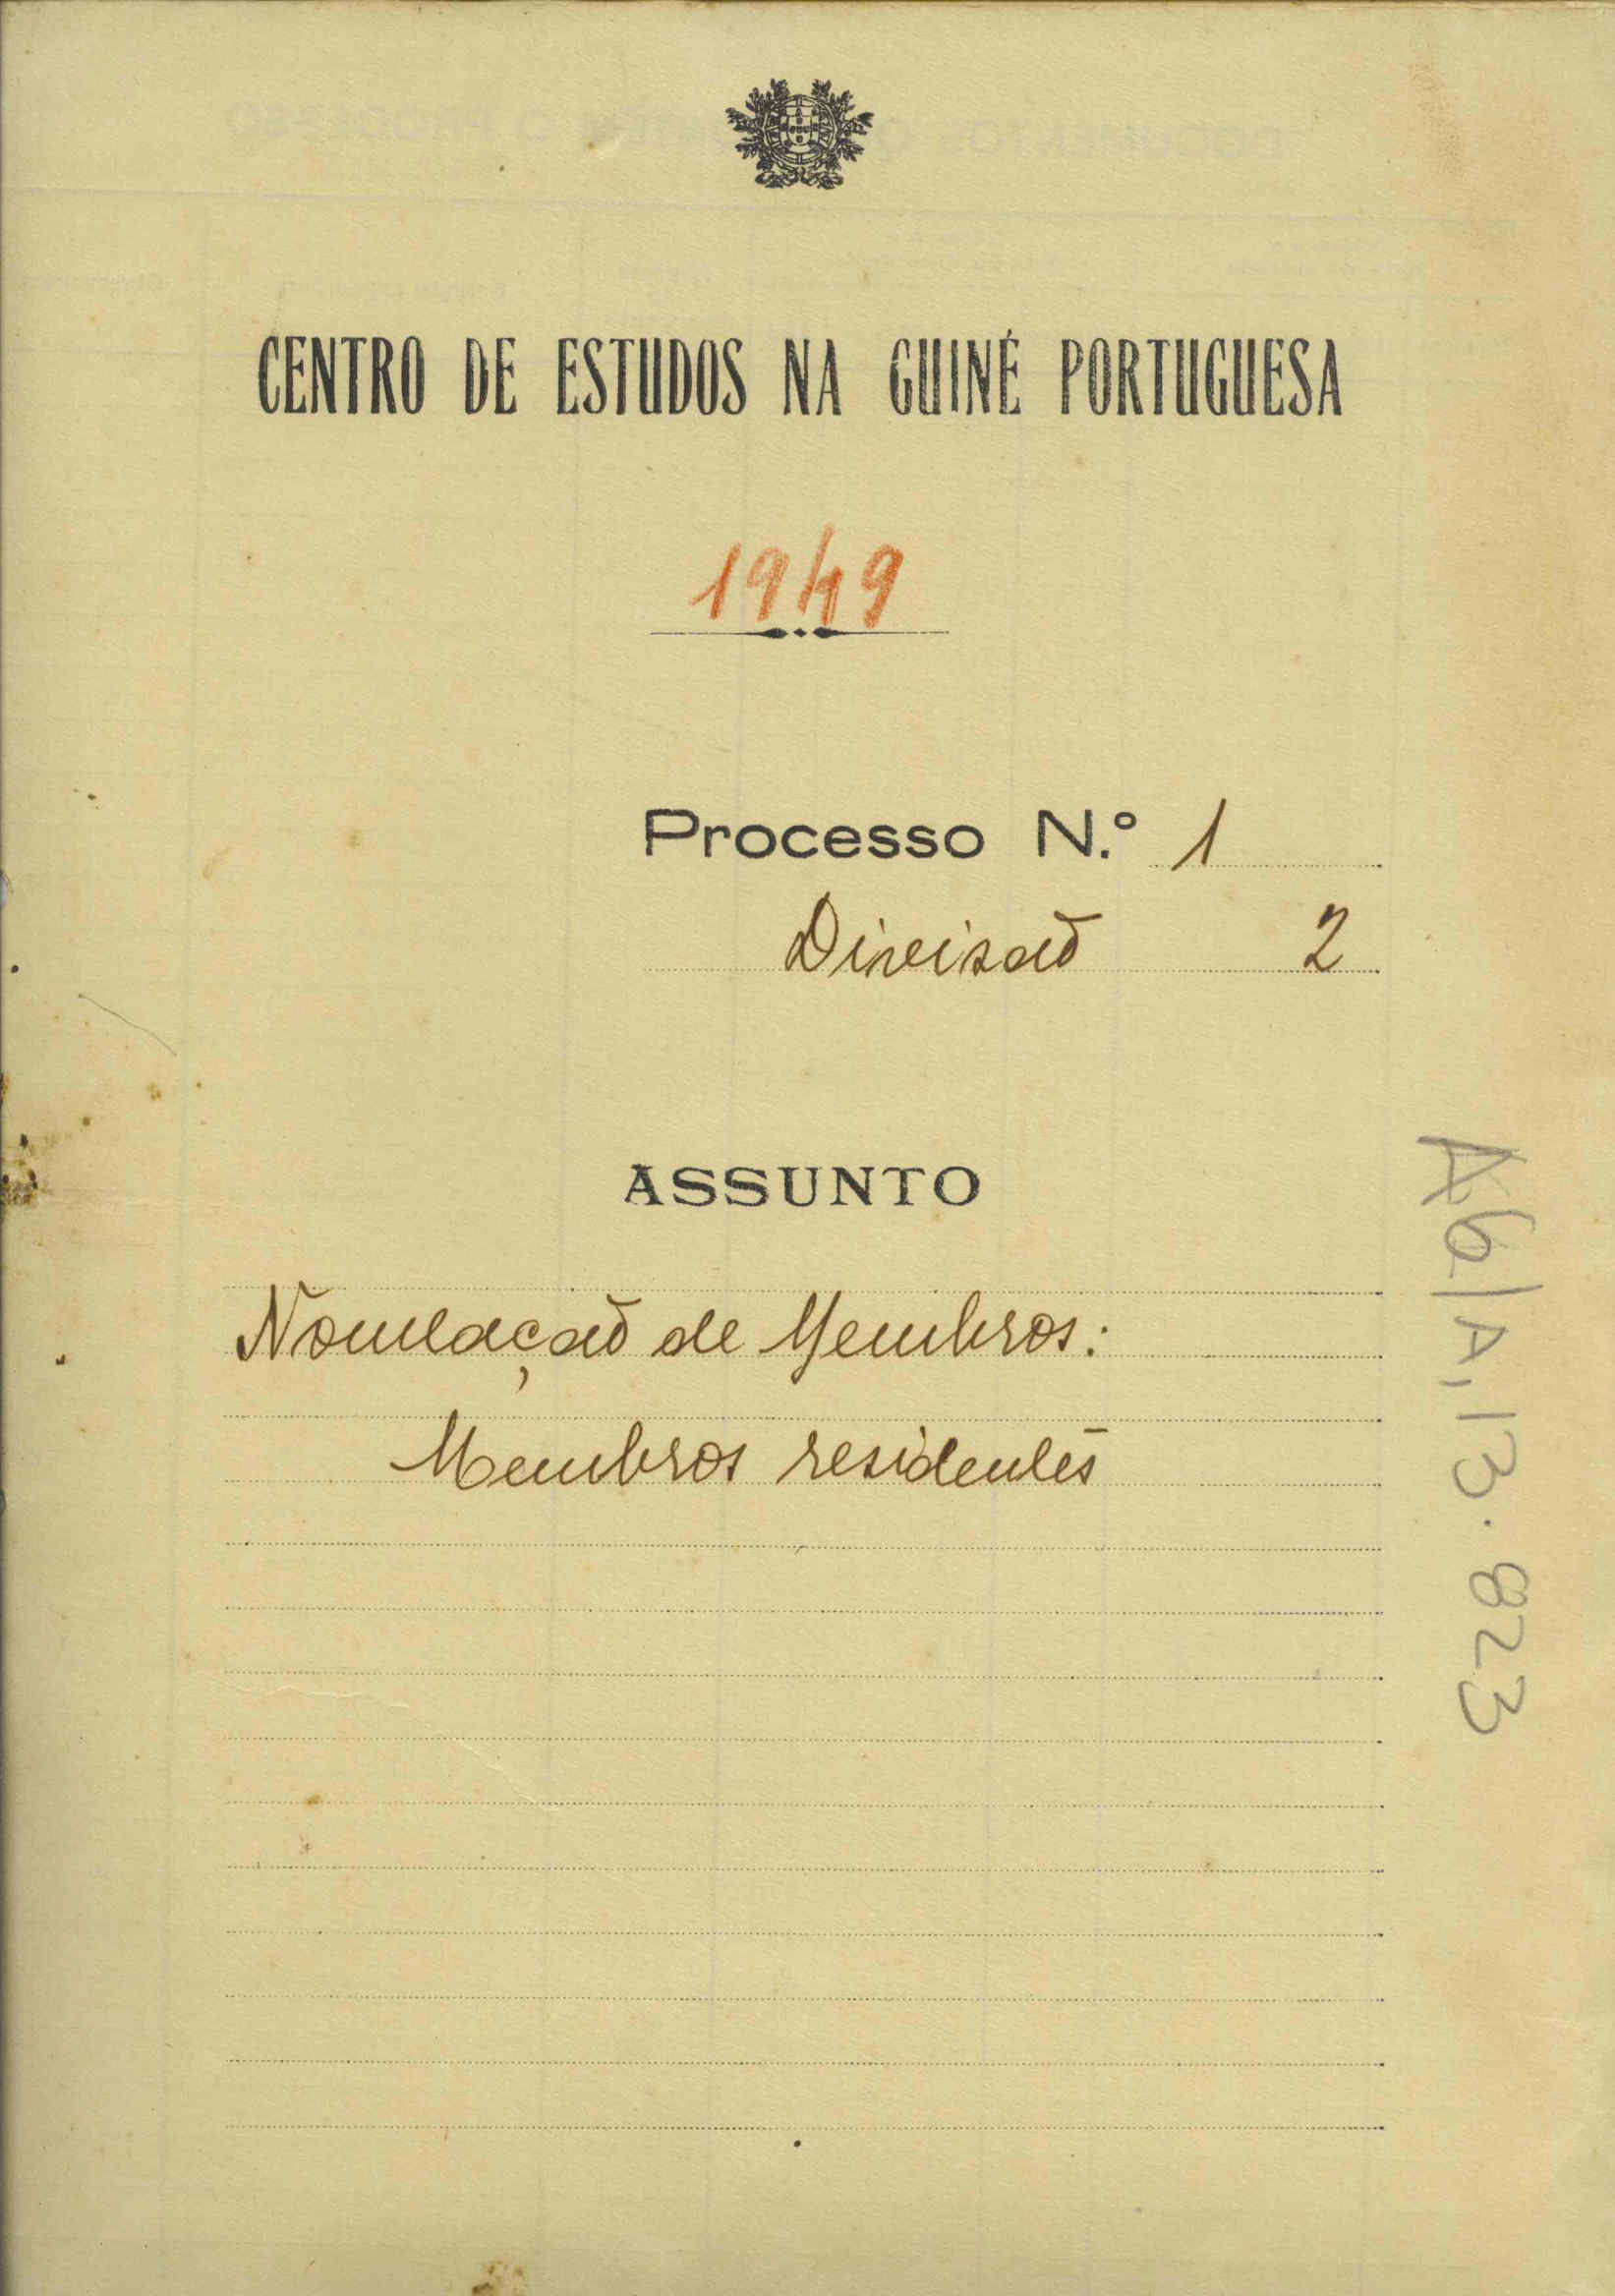 CENTRO DE ESTUDOS NA GUINÉ PORTUGUESA
1949
Processo N.º 1
Divisão 2
ASSUNTO
Nomeação de Membros:
Membros residentes
A6/A,13.823